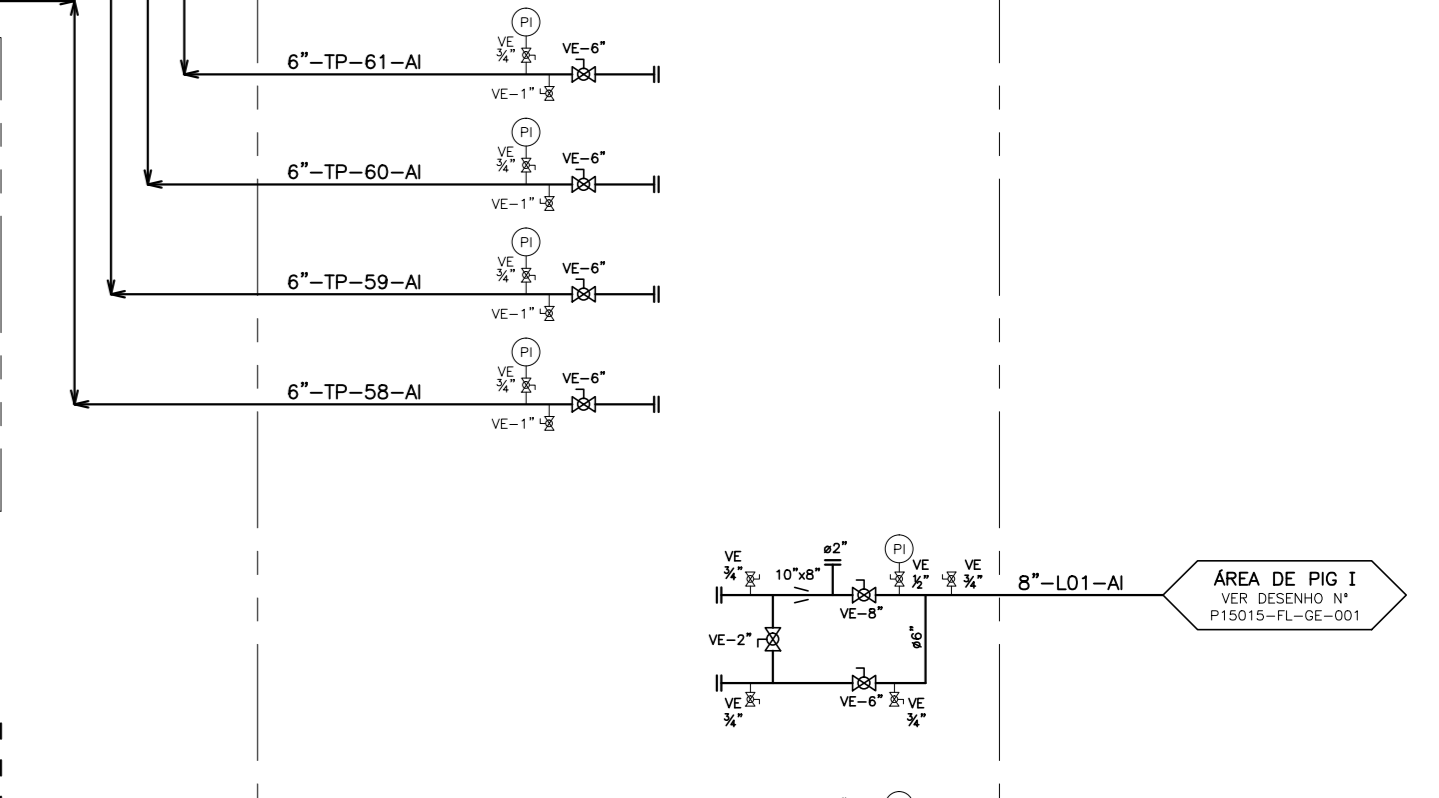 PI
VE
¾"
VE-6"
6"-TP-61-AI
VE-1"
PI
VE
¾"
VE-6"
6"-TP-60-AI
VE-1"
PI
VE
¾"
VE-6"
6"-TP-59-AI
VE-1"
PI
VE
¾"
VE-6"
6"-TP-58-AI
VE-1"
VE
¾"
10"x8"
ø2"
PI
VE
½"
VE
¾"
8"-L01-AI
VE-8"
ÁREA DE PIG I
VER DESENHO N°
P15015-FL-GE-001
VE-2"
ø6"
VE
¾"
VE-6"
VE
¾"